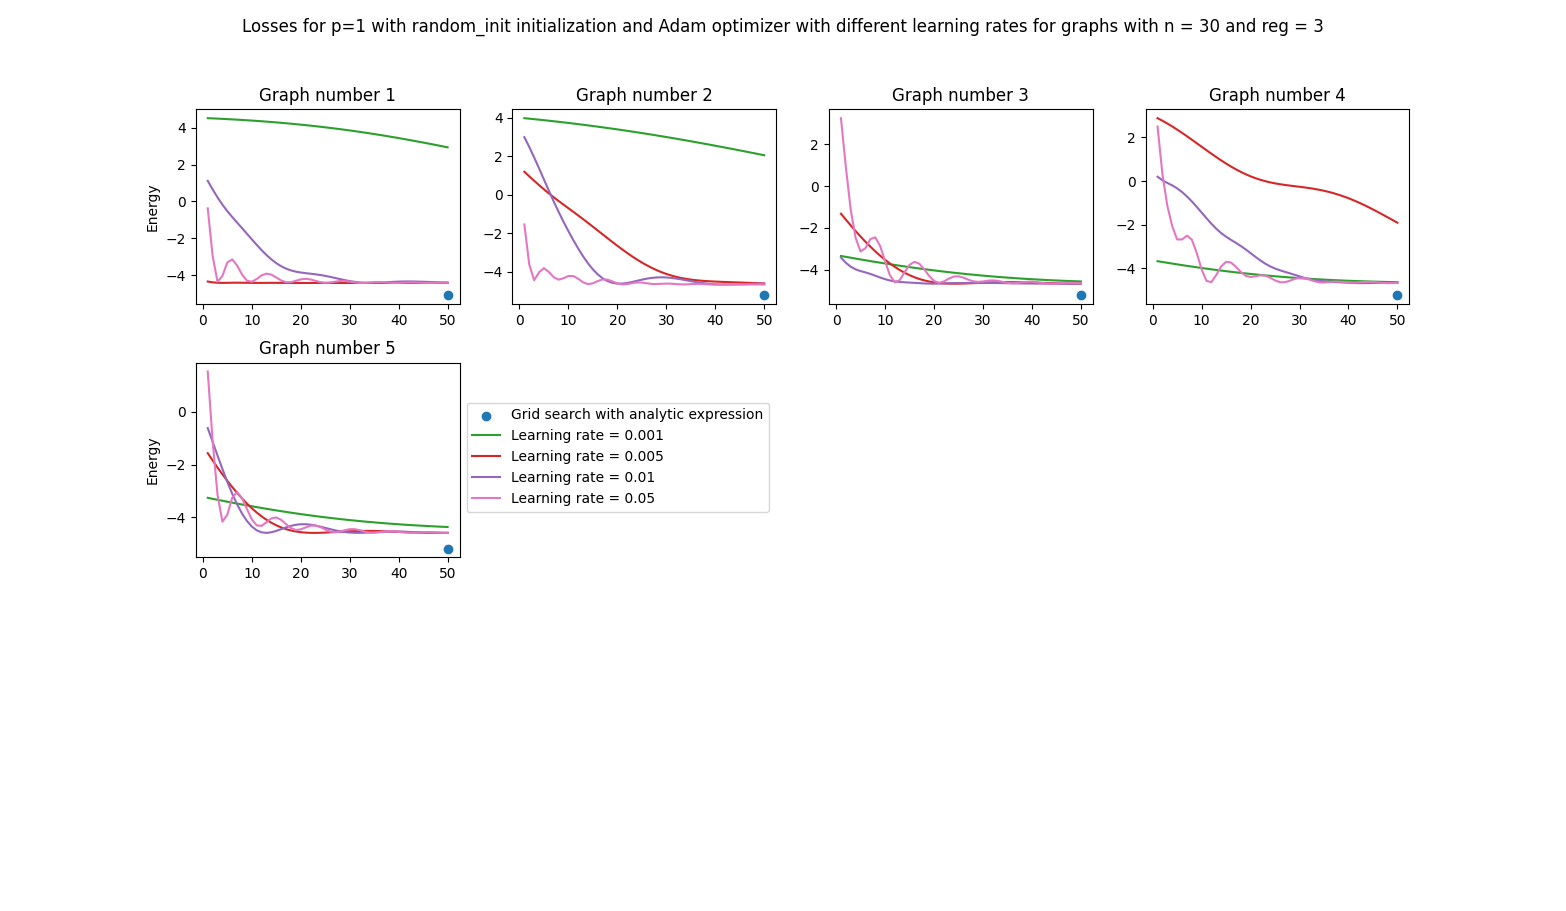 Losses for p=1 with random_init initialization and Adam optimizer with different learning rates for graphs with n = 30 and reg = 3
Graph number 1
Energy
4
2
0
−2
−4
0 10 20 30 40 50
Graph number 2
4
2
0
−2
−4
0 10 20 30 40 50
Graph number 3
2
0
−2
−4
0 10 20 30 40 50
Graph number 4
2
0
−2
−4
0 10 20 30 40 50
Graph number 5
Energy
0
−2
−4
0 10 20 30 40 50
Grid search with analytic expression
Learning rate = 0.001
Learning rate = 0.005
Learning rate = 0.01
Learning rate = 0.05